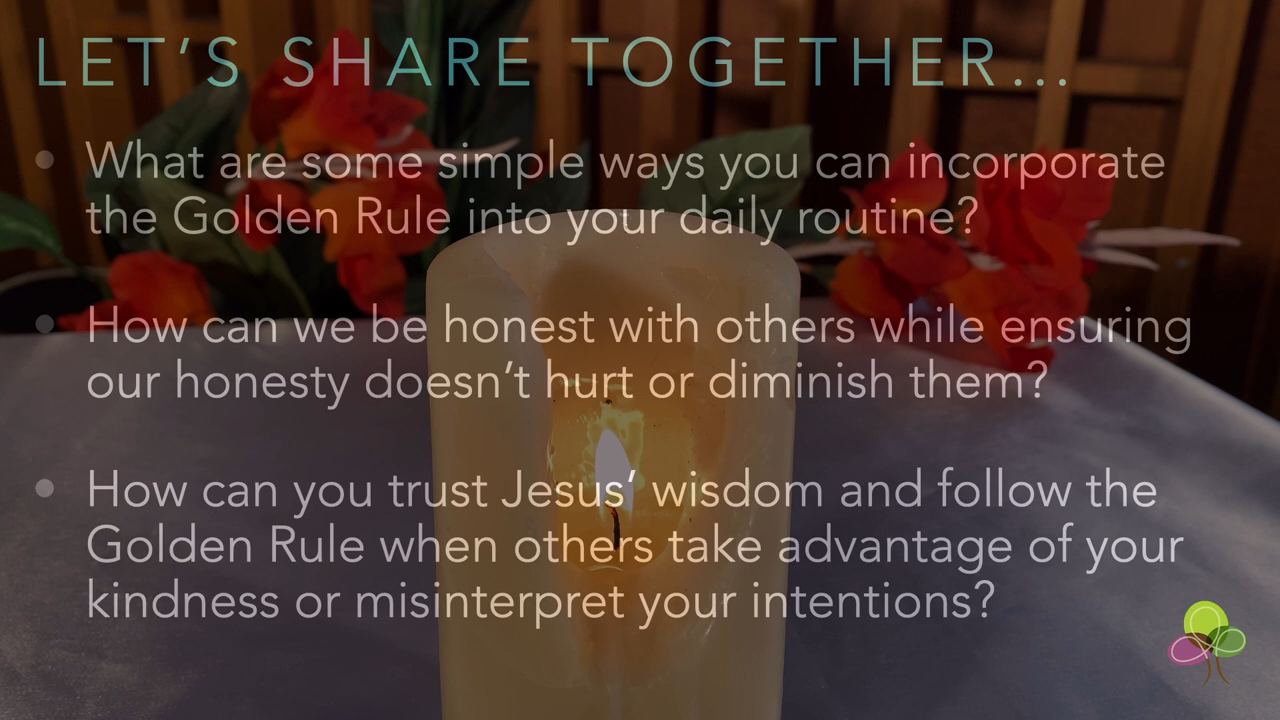 LET’S SHARE TOGETHER…
• What are some simple ways you can incorporate
the Golden Rule into your daily routine?
• How can we be honest with others while ensuring
our honesty doesn’t hurt or diminish them?
• How can you trust Jesus’ wisdom and follow the
Golden Rule when others take advantage of your
kindness or misinterpret your intentions?